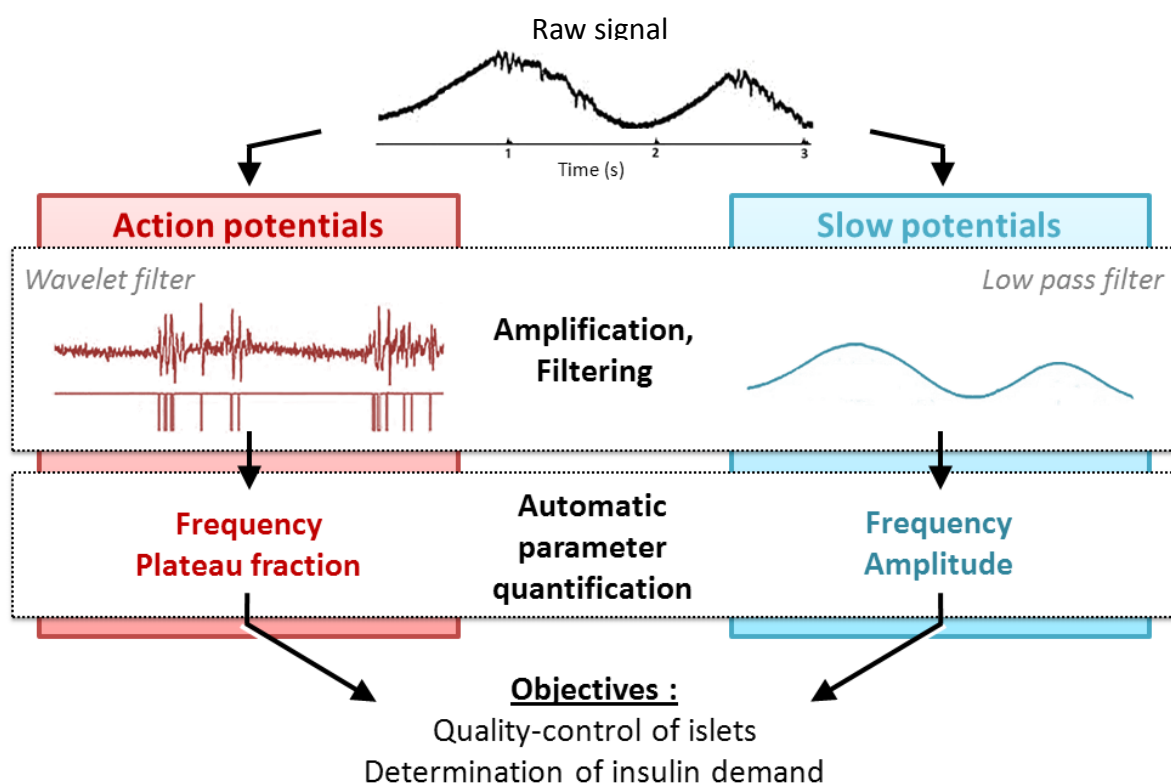 Raw signal
1
2
3
Time (s)
Action potentials
Slow potentials
Wavelet filter
Low pass filter
Amplification,
Filtering
Frequency
Plateau fraction
Automatic
parameter
quantification
Frequency
Amplitude
Objectives :
Quality-control of islets
Determination of insulin demand